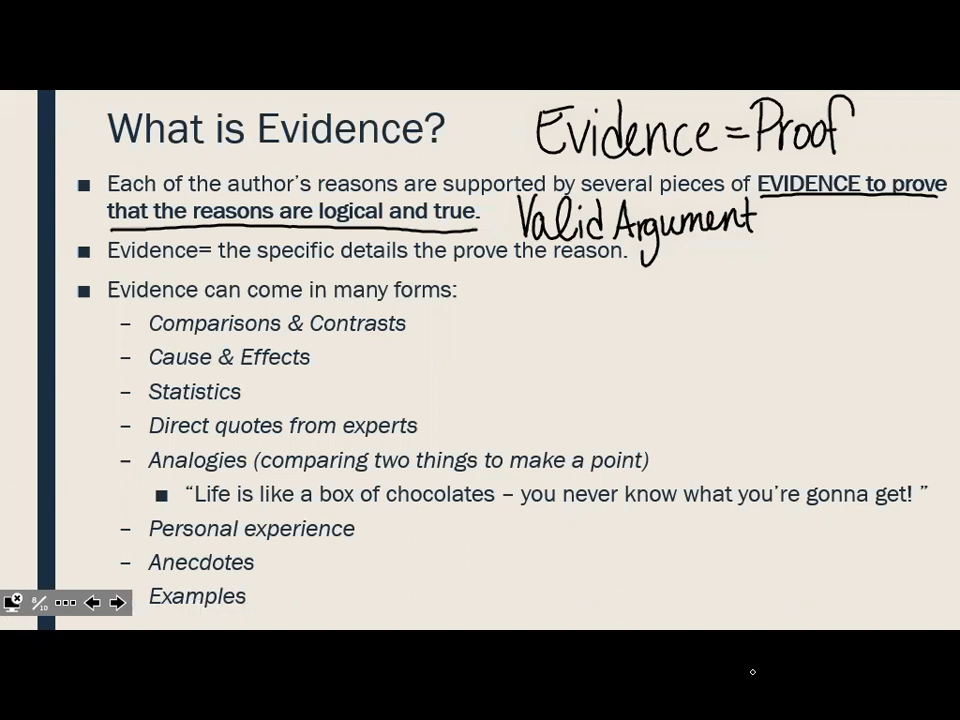 What is Evidence?
Evidence = Proof
■ Each of the author's reasons are supported by several pieces of EVIDENCE to prove
that the reasons are logical and true.
Valid Argument
■ Evidence= the specific details the prove the reason.
■ Evidence can come in many forms:
– Comparisons & Contrasts
– Cause & Effects
– Statistics
– Direct quotes from experts
– Analogies (comparing two things to make a point)
■ “Life is like a box of chocolates – you never know what you're gonna get! ”
– Personal experience
– Anecdotes
Examples
8/10